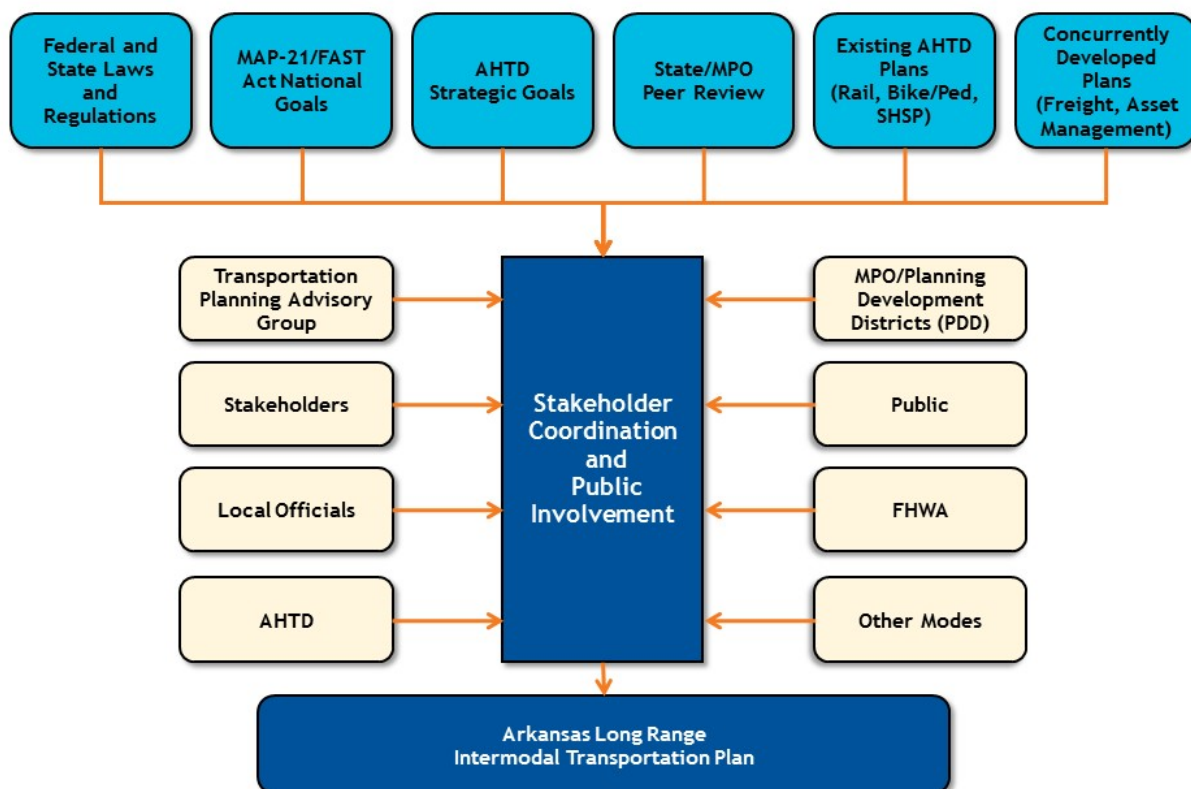 Federal and
State Laws
and
Regulations
MAP-21/FAST
Act National
Goals
AHTD
Strategic Goals
State/MPO
Peer Review
Existing AHTD
Plans
(Rail, Bike/Ped,
SHSP)
Concurrently
Developed
Plans
(Freight, Asset
Management)
Transportation
Planning Advisory
Group
Stakeholders
Local Officials
AHTD
Stakeholder
Coordination
and
Public
Involvement
MPO/Planning
Development
Districts (PDD)
Public
FHWA
Other Modes
Arkansas Long Range
Intermodal Transportation Plan